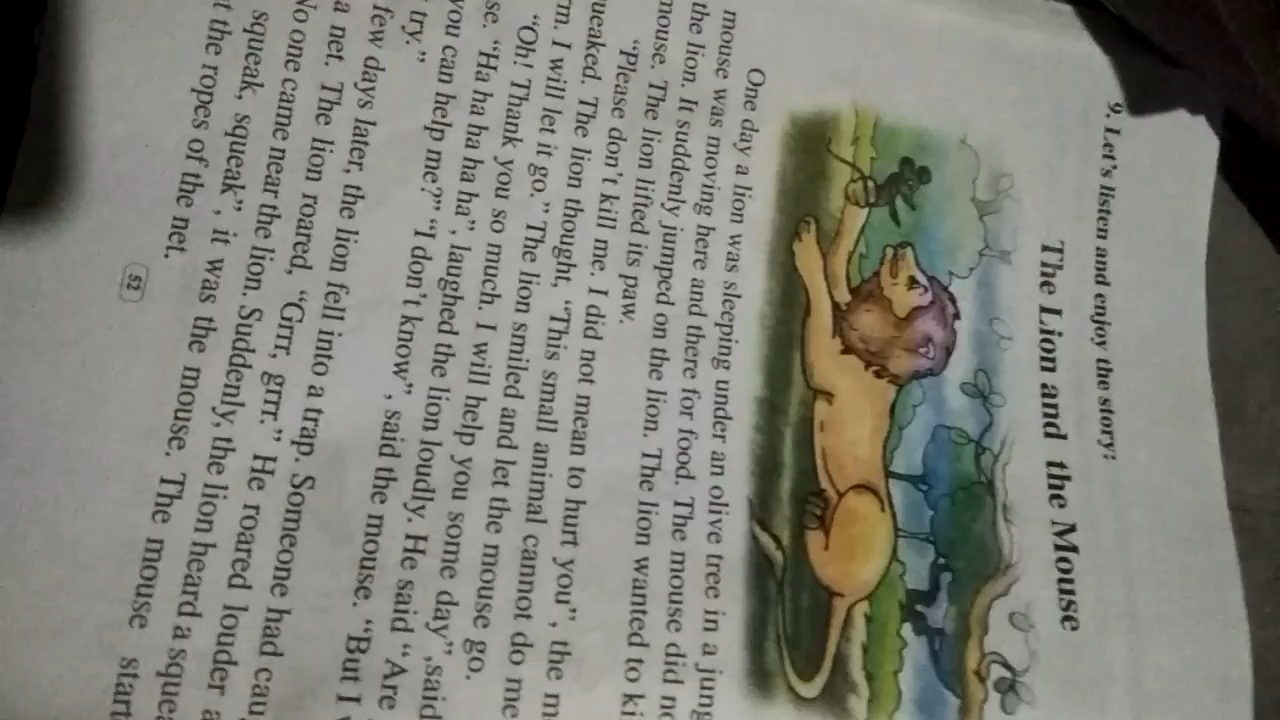 9. Let's listen and enjoy the story:
The Lion and the Mouse
One day a lion was sleeping under an olive tree in a jung
mouse was moving here and there for food. The mouse did no
the lion. It suddenly jumped on the lion. The lion wanted to ki
mouse. The lion lifted its paw.
"Please don't kill me, I did not mean to hurt you", the m
ueaked. The lion thought, "This small animal cannot do me
rm. I will let it go." The lion smiled and let the mouse go.
"Oh! Thank you so much. I will help you some day",said
se. "Ha ha ha ha ha", laughed the lion loudly. He said "Are
you can help me?" "I don't know", said the mouse. "But I
try."
few days later, the lion fell into a trap. Someone had cau
a net. The lion roared, "Grrr, grrr." He roared louder a
No one came near the lion. Suddenly, the lion heard a squea
squeak, squeak", it was the mouse. The mouse start
t the ropes of the net.
52